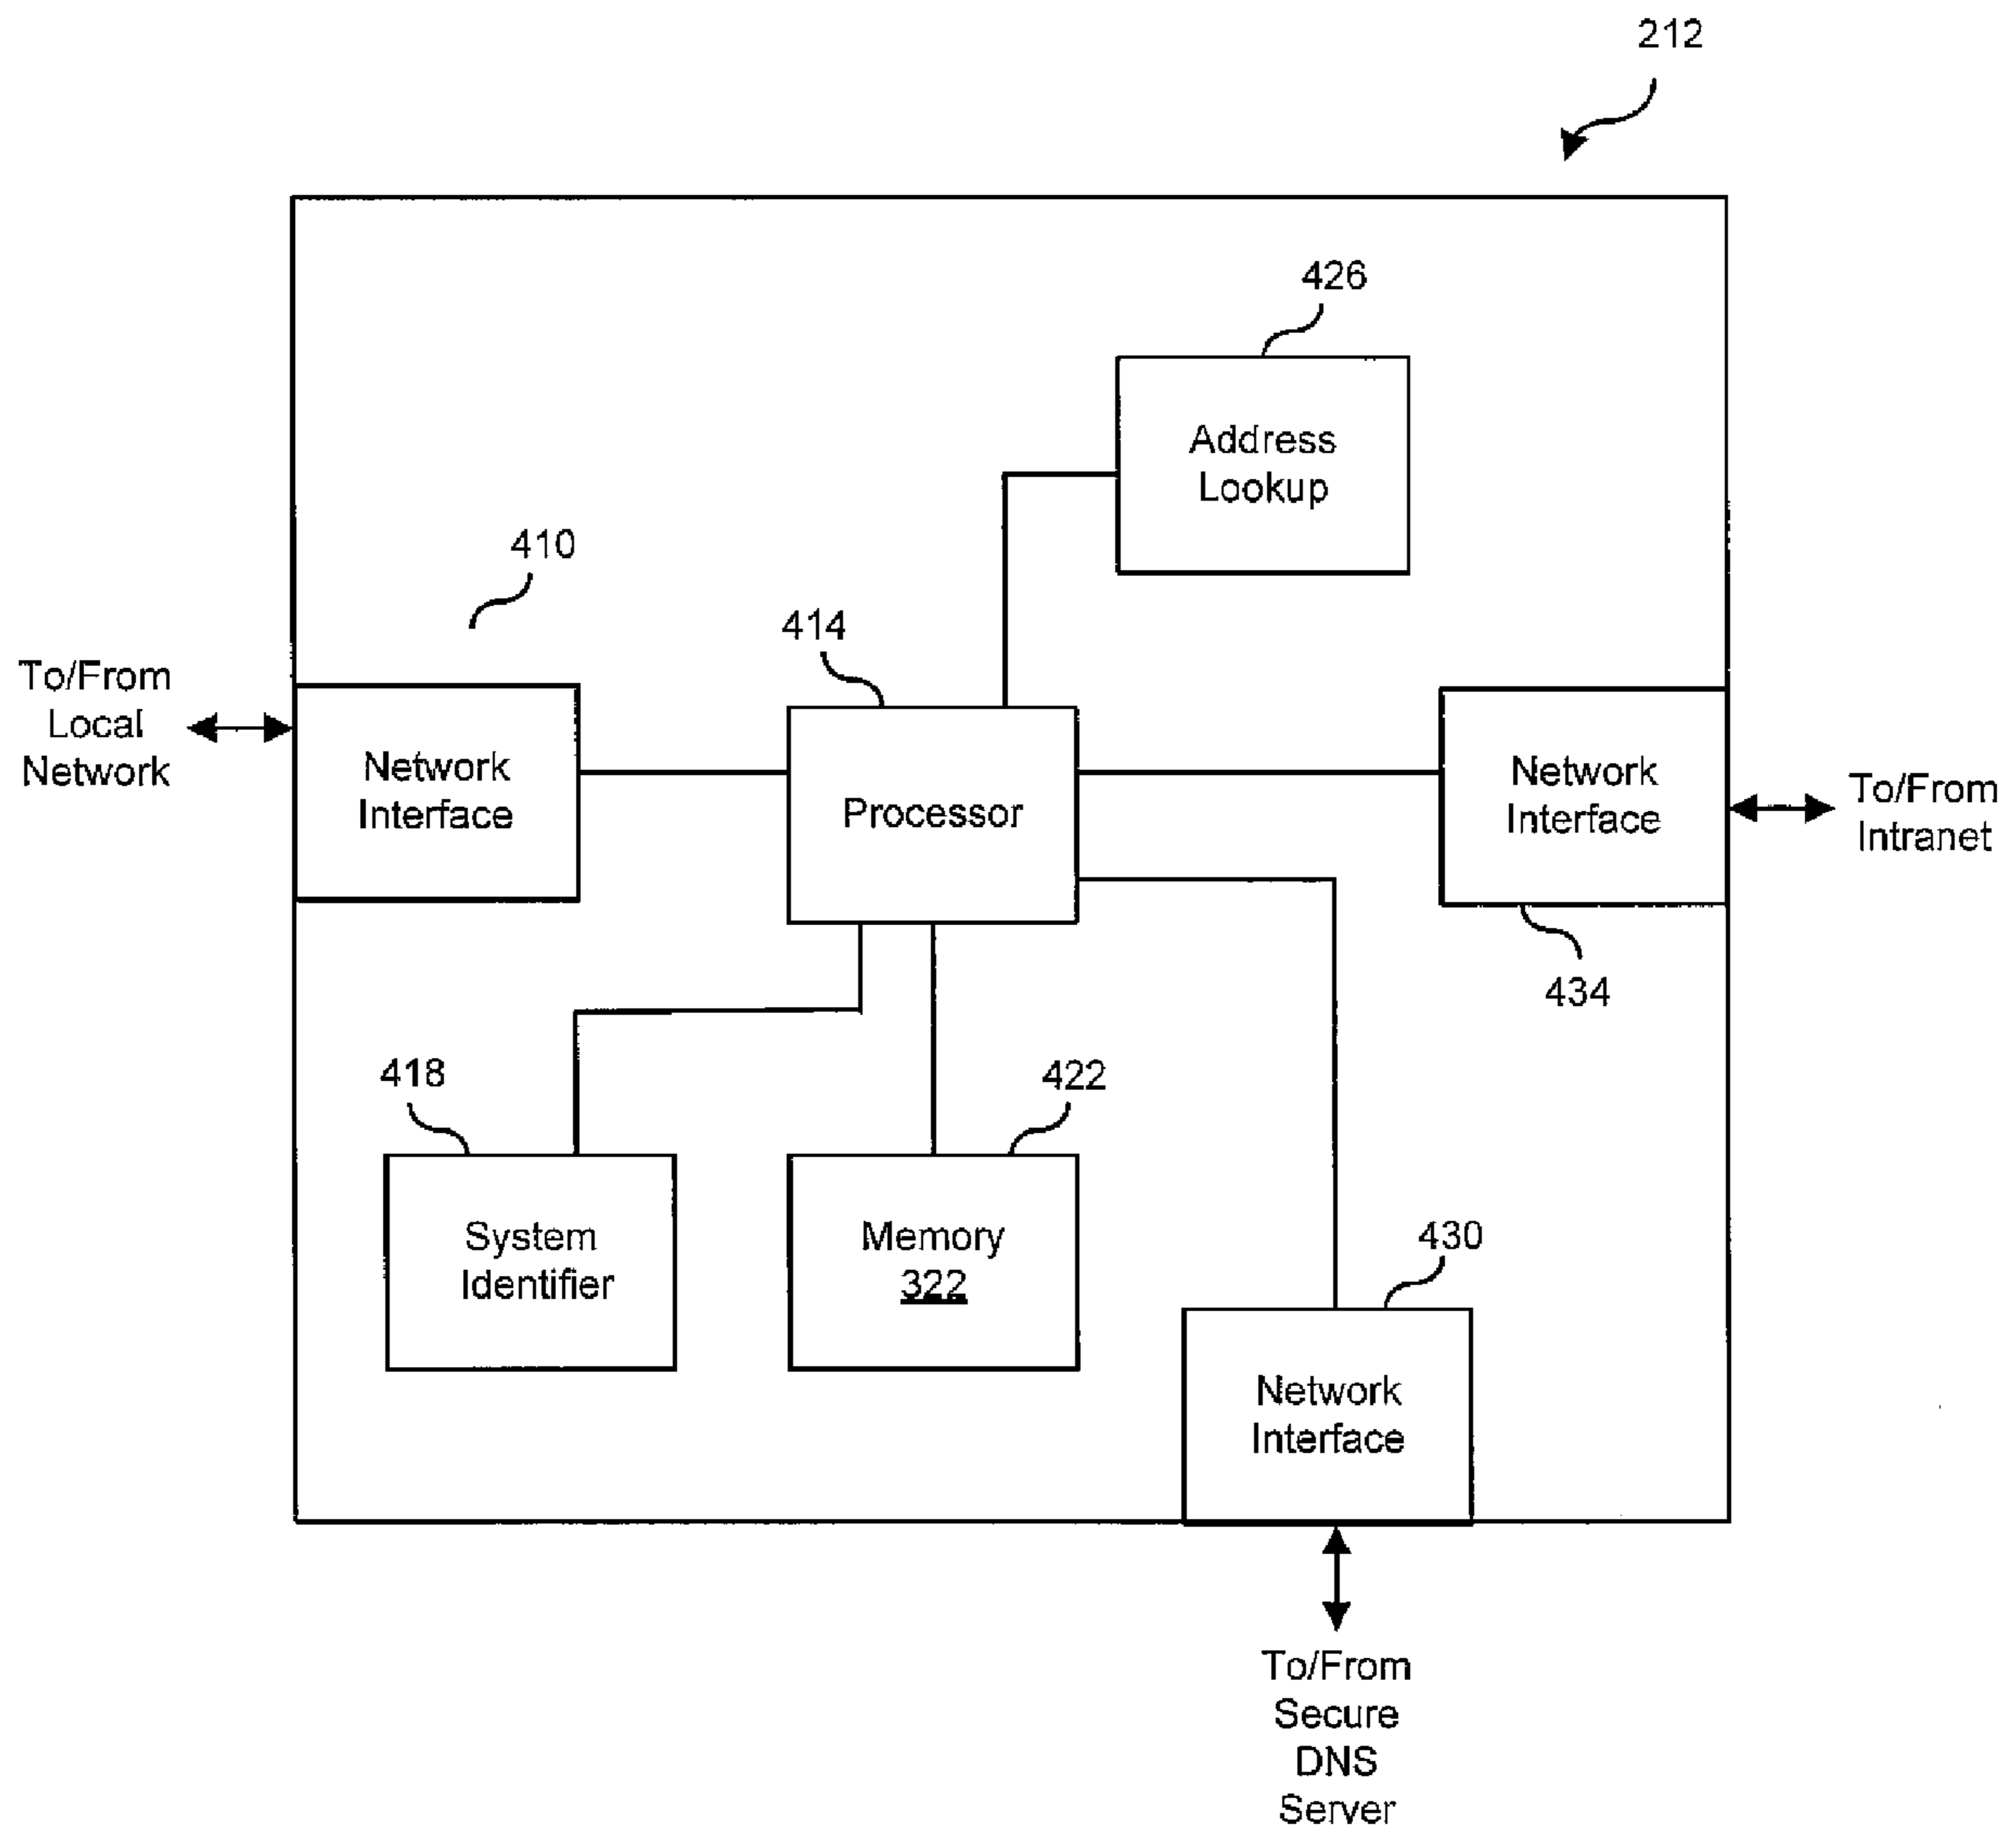 212
426
Address
Lookup
410
414
To/From
Local
Network
Network
Interface
Processor
Network
Interface
To/From
Intranet
434
418
422
System
Identifier
Memory
322
430
Network
Interface
To/From
Secure
DNS
Server